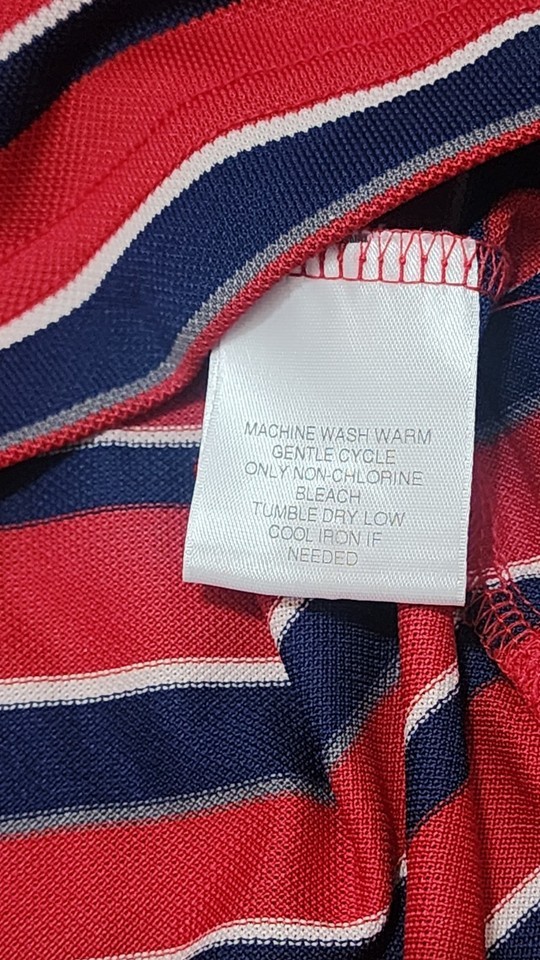 MACHINE WASH WARM
GENTLE CYCLE
ONLY NON-CHLORINE
BLEACH
TUMBLE DRY LOW
COOL IRON IF
NEEDED